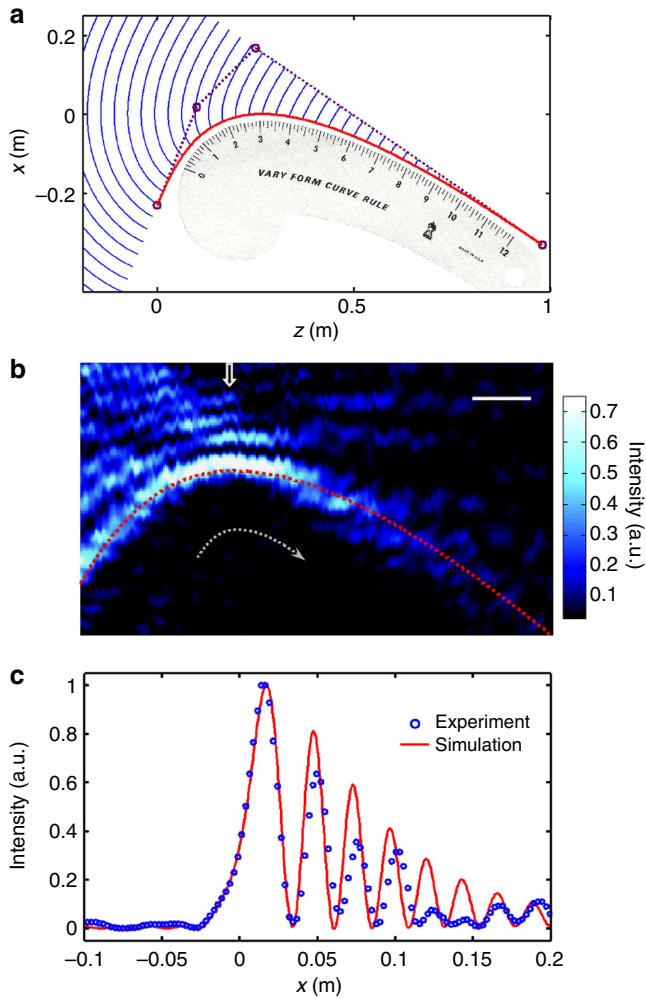 a
0.2
0
−0.2
x (m)
0 1 2 3 4 5 6 7 8 9 10 11 12
VARY FORM CURVE RULE
MADE IN U.S.A.
0 0.5 1
z (m)
b
0.7
0.6
0.5
0.4
0.3
0.2
0.1
Intensity (a.u.)
c
1
0.8
0.6
0.4
0.2
0
Intensity (a.u.)
Experiment
Simulation
−0.1 −0.05 0 0.05 0.1 0.15 0.2
x (m)